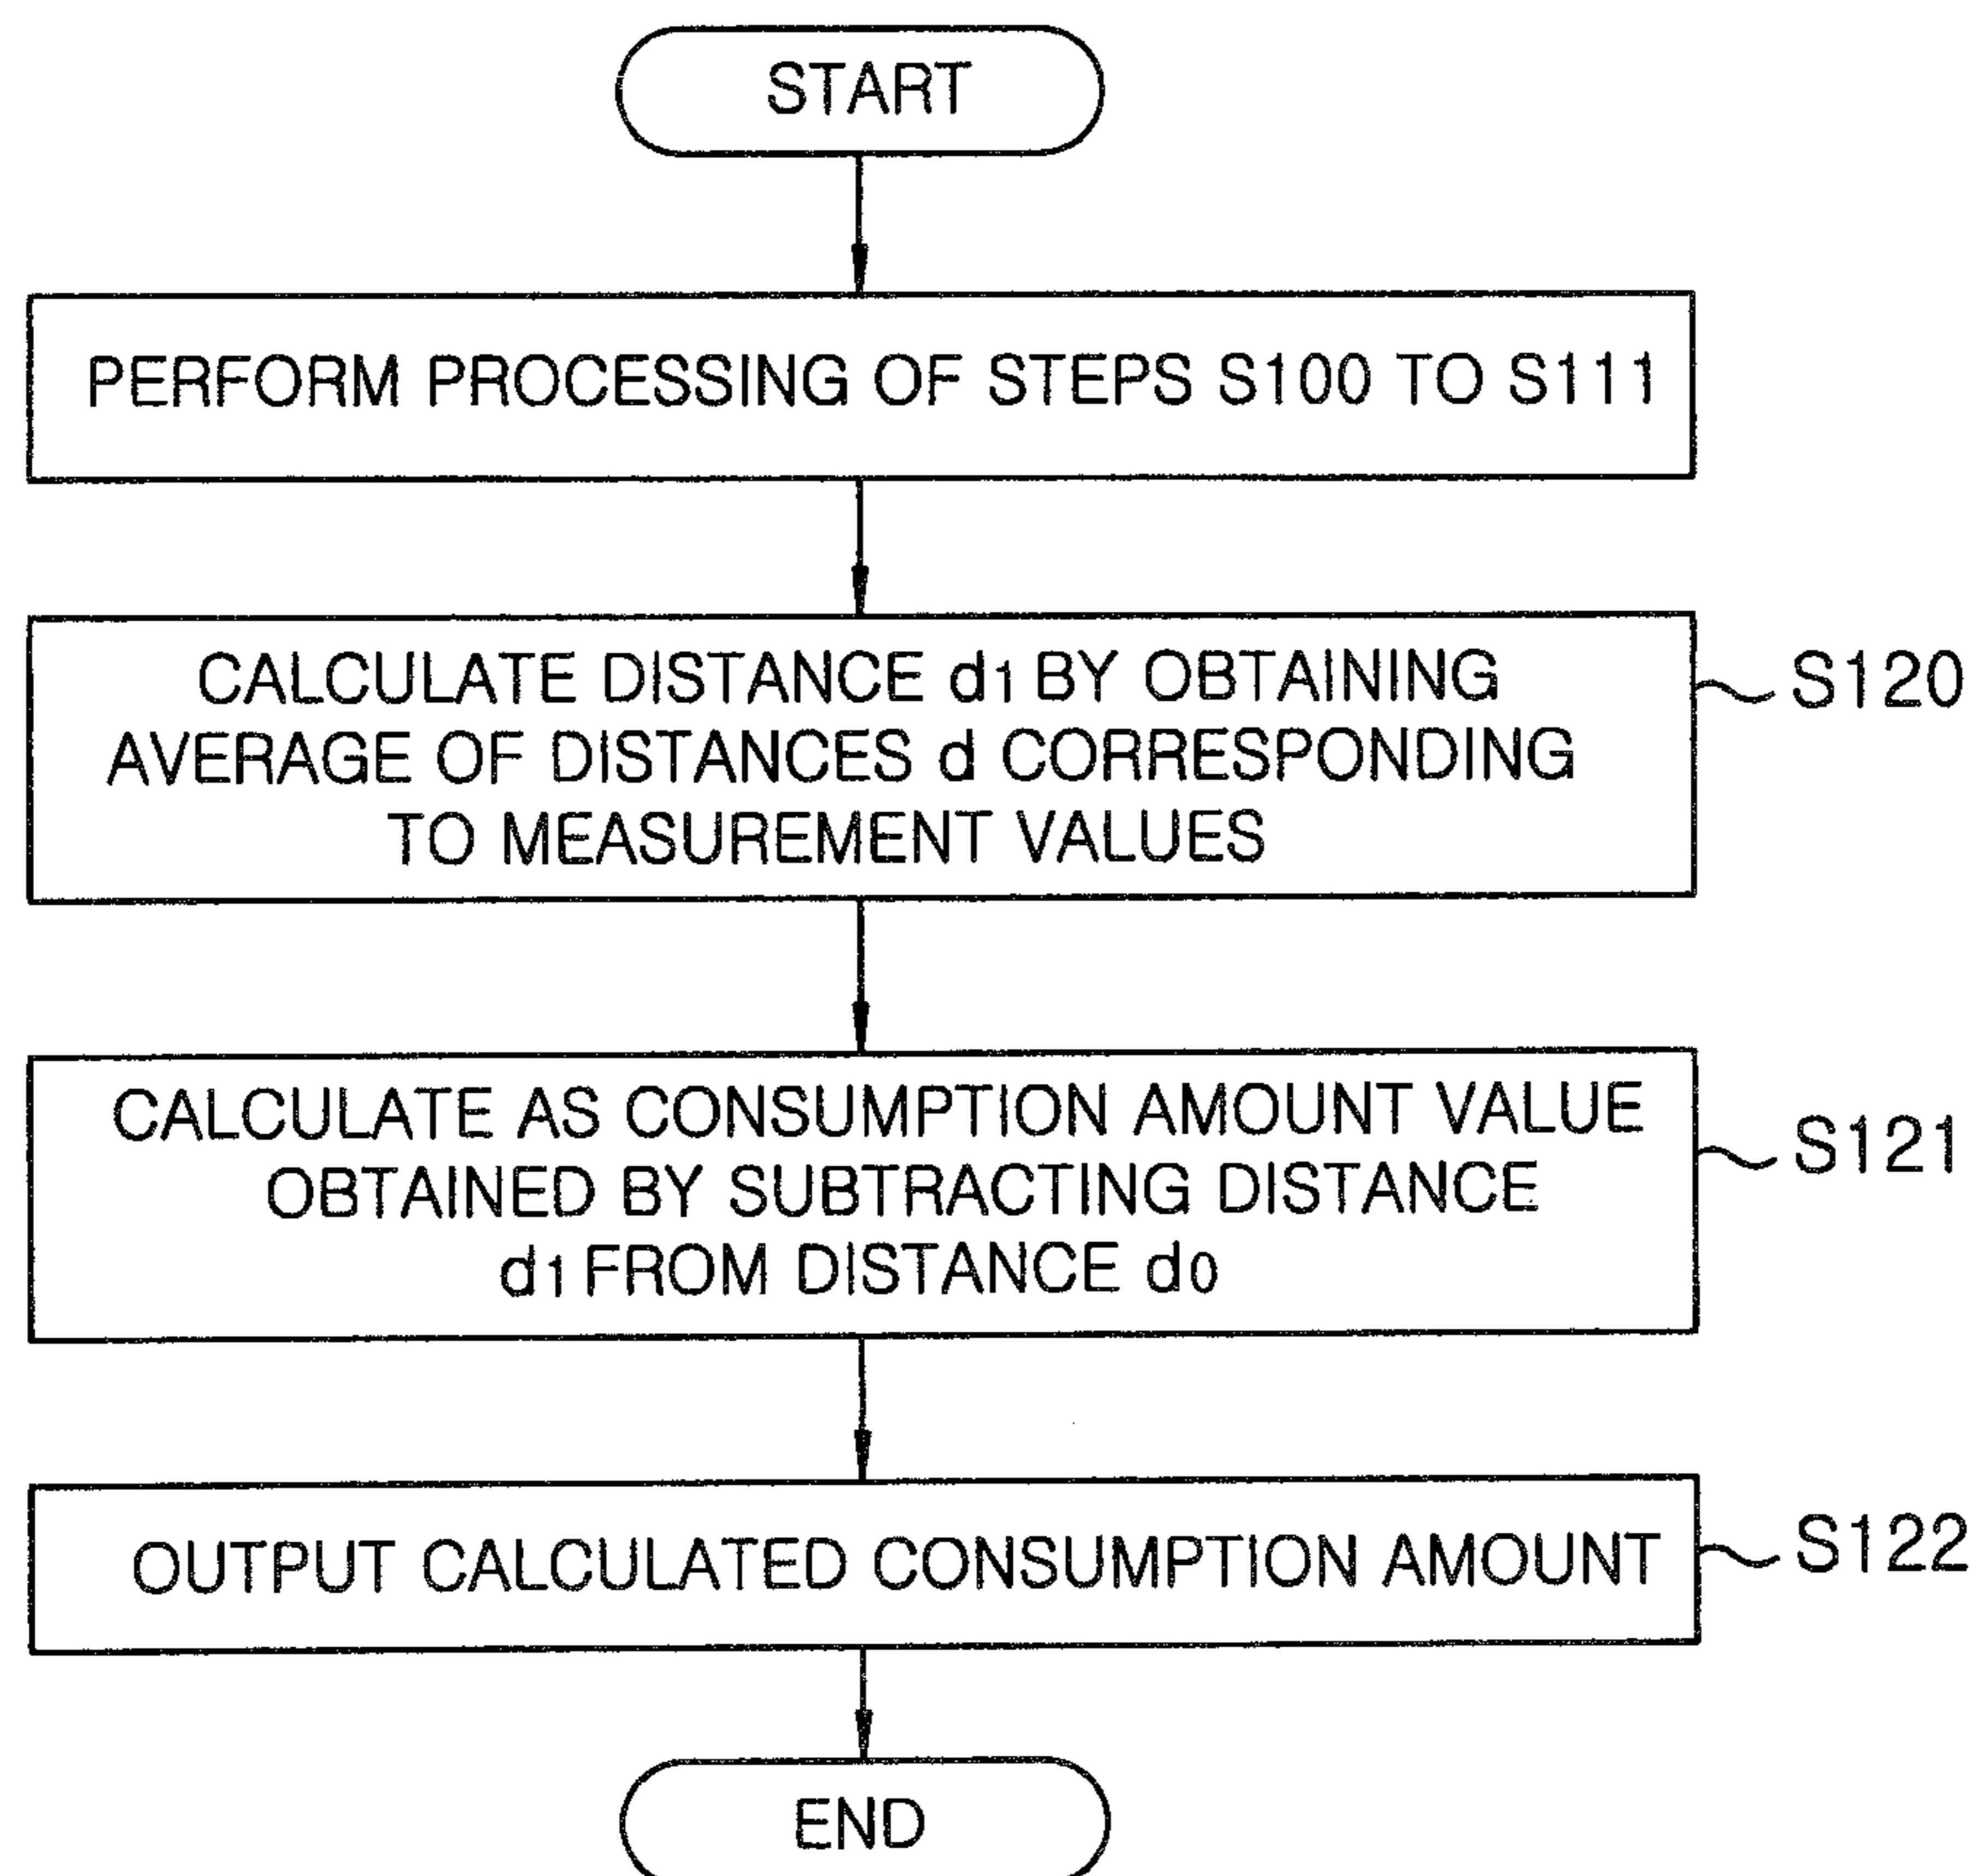 START
PERFORM PROCESSING OF STEPS S100 TO S111
CALCULATE DISTANCE d1 BY OBTAINING
AVERAGE OF DISTANCES d CORRESPONDING
TO MEASUREMENT VALUES
S120
CALCULATE AS CONSUMPTION AMOUNT VALUE
OBTAINED BY SUBTRACTING DISTANCE
d1 FROM DISTANCE d0
S121
OUTPUT CALCULATED CONSUMPTION AMOUNT
S122
END